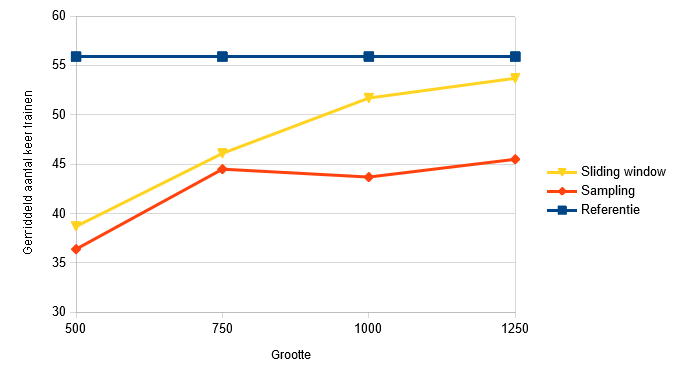 60
55
50
45
40
35
30
500 750 1000 1250
Gemiddeld aantal keer trainen
Grootte
Sliding window
Sampling
Referentie